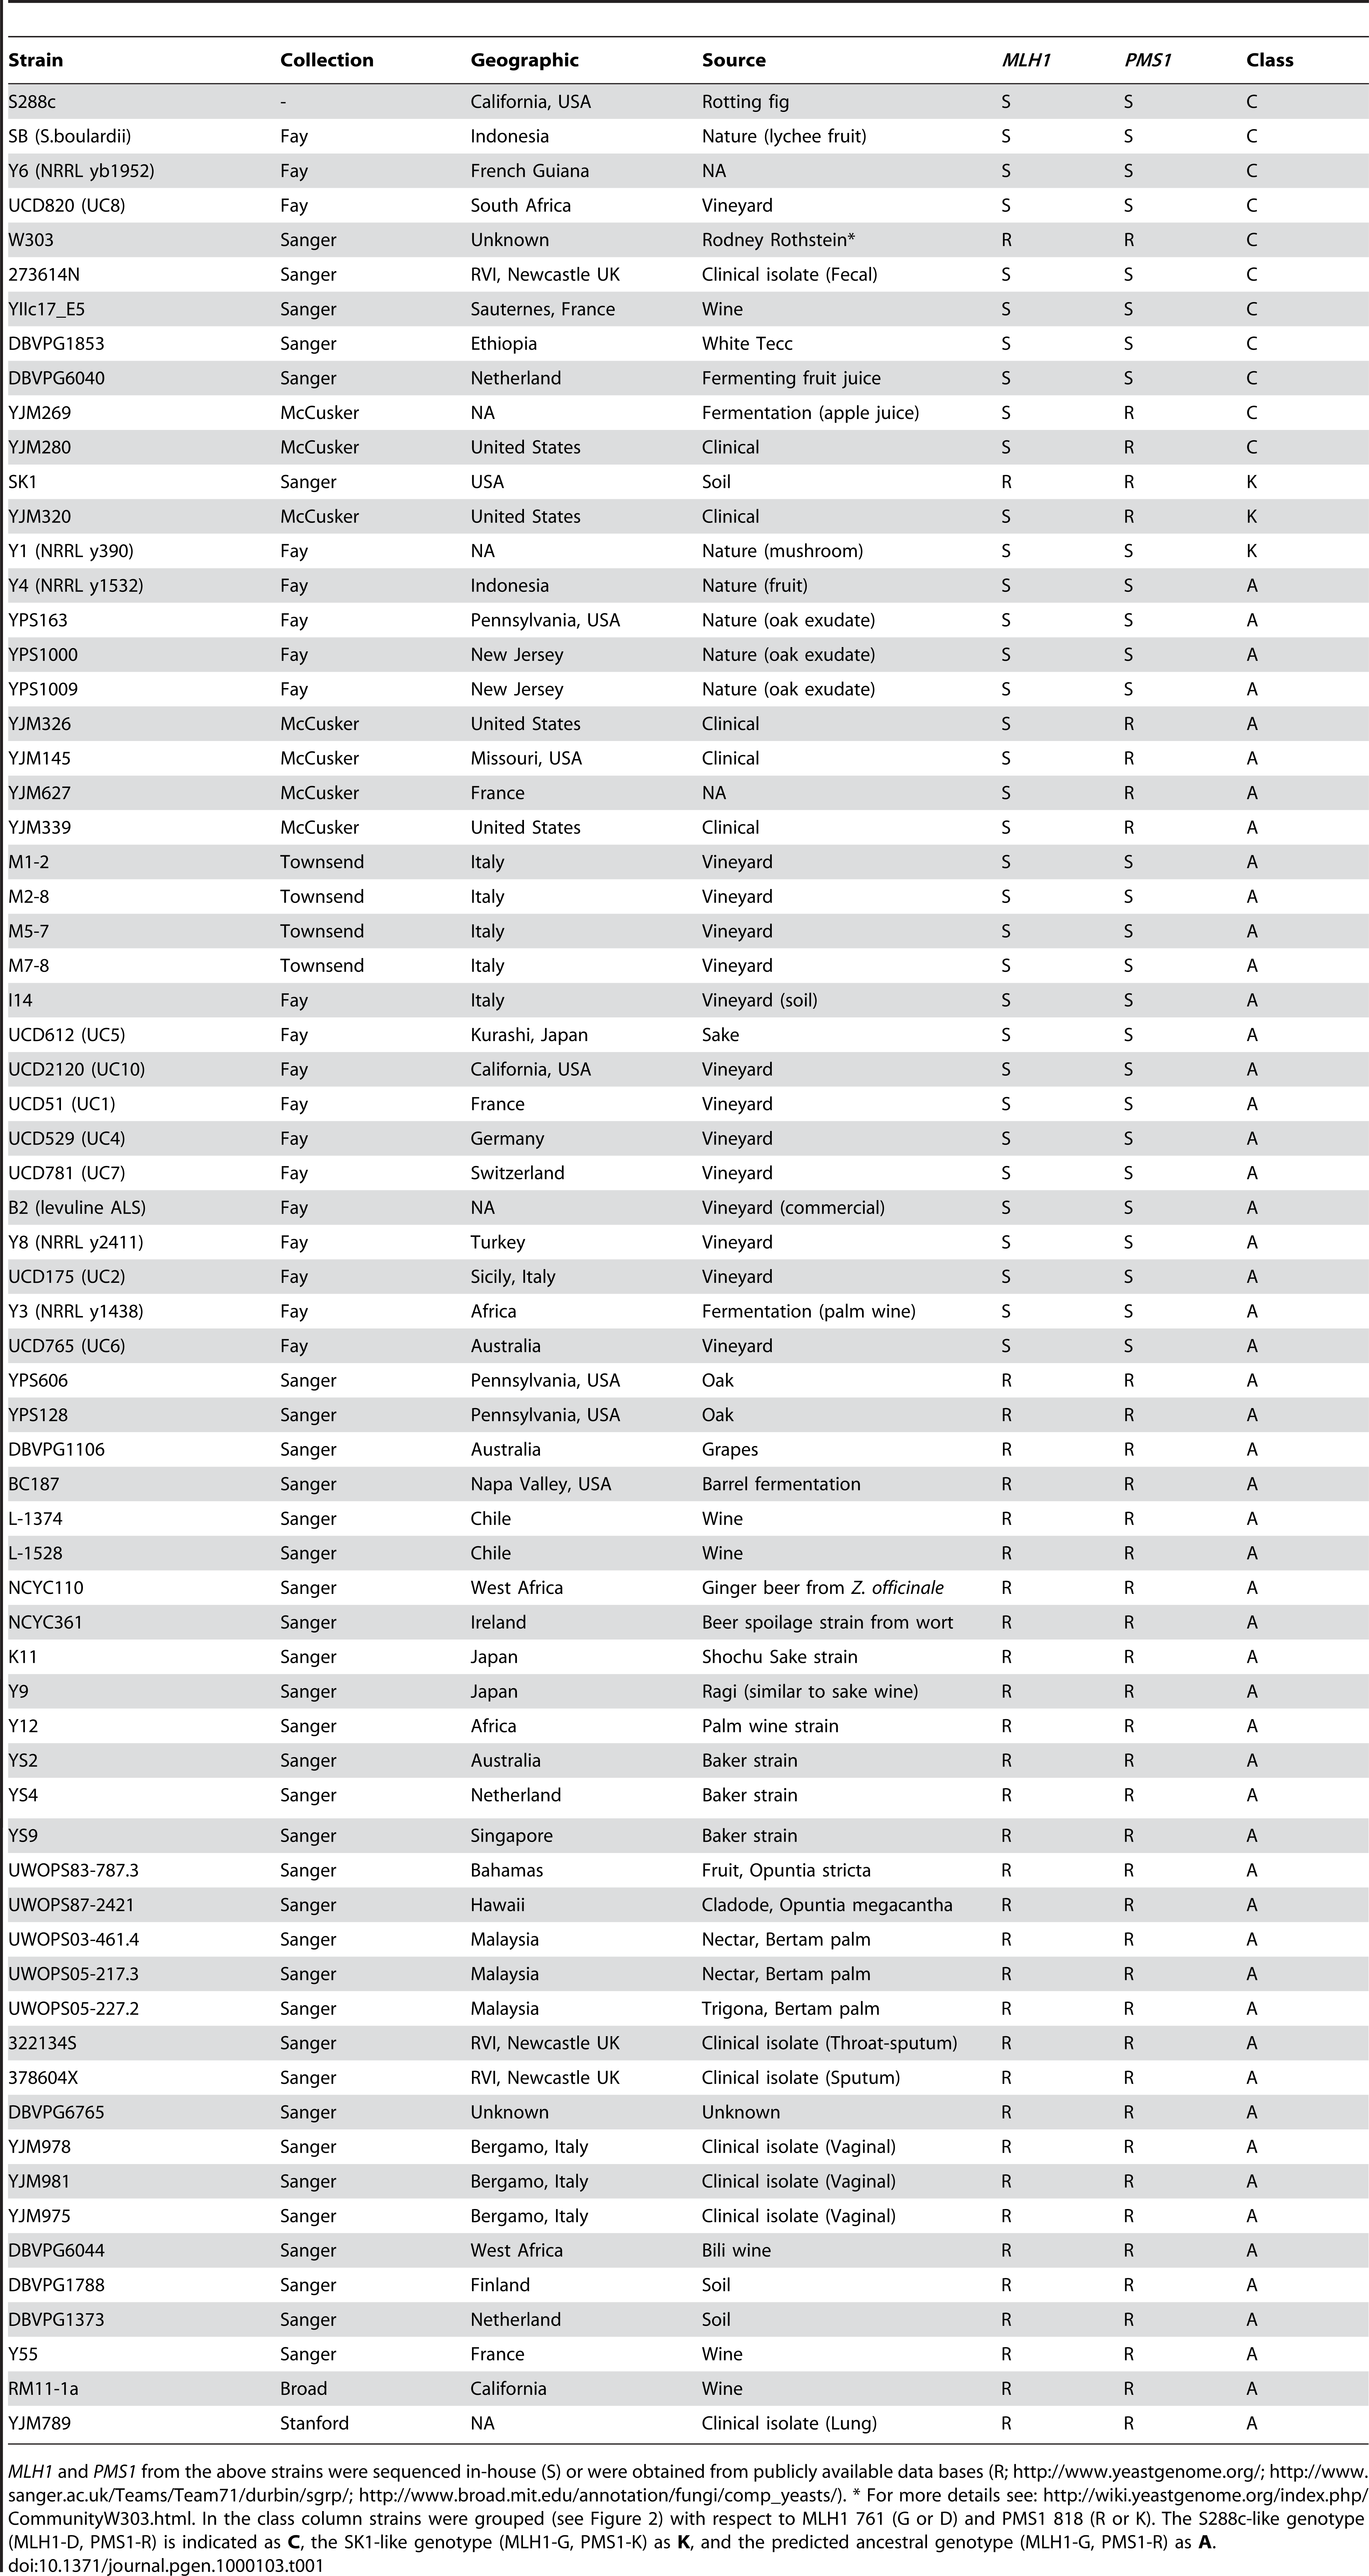 Strain Collection Geographic Source MLH1 PMS1 Class
S288c - California, USA Rotting fig S S C
SB (S.boulardii) Fay Indonesia Nature (lychee fruit) S S C
Y6 (NRRL yb1952) Fay French Guiana NA S S C
UCD820 (UC8) Fay South Africa Vineyard S S C
W303 Sanger Unknown Rodney Rothstein* R R C
273614N Sanger RVI, Newcastle UK Clinical isolate (Fecal) S S C
YIIc17_E5 Sanger Sauternes, France Wine S S C
DBVPG1853 Sanger Ethiopia White Tecc S S C
DBVPG6040 Sanger Netherland Fermenting fruit juice S S C
YJM269 McCusker NA Fermentation (apple juice) S R C
YJM280 McCusker United States Clinical S R C
SK1 Sanger USA Soil R R K
YJM320 McCusker United States Clinical S R K
Y1 (NRRL y390) Fay NA Nature (mushroom) S S K
Y4 (NRRL y1532) Fay Indonesia Nature (fruit) S S A
YPS163 Fay Pennsylvania, USA Nature (oak exudate) S S A
YPS1000 Fay New Jersey Nature (oak exudate) S S A
YPS1009 Fay New Jersey Nature (oak exudate) S S A
YJM326 McCusker United States Clinical S R A
YJM145 McCusker Missouri, USA Clinical S R A
YJM627 McCusker France NA S R A
YJM339 McCusker United States Clinical S R A
M1-2 Townsend Italy Vineyard S S A
M2-8 Townsend Italy Vineyard S S A
M5-7 Townsend Italy Vineyard S S A
M7-8 Townsend Italy Vineyard S S A
I14 Fay Italy Vineyard (soil) S S A
UCD612 (UC5) Fay Kurashi, Japan Sake S S A
UCD2120 (UC10) Fay California, USA Vineyard S S A
UCD51 (UC1) Fay France Vineyard S S A
UCD529 (UC4) Fay Germany Vineyard S S A
UCD781 (UC7) Fay Switzerland Vineyard S S A
B2 (levuline ALS) Fay NA Vineyard (commercial) S S A
Y8 (NRRL y2411) Fay Turkey Vineyard S S A
UCD175 (UC2) Fay Sicily, Italy Vineyard S S A
Y3 (NRRL y1438) Fay Africa Fermentation (palm wine) S S A
UCD765 (UC6) Fay Australia Vineyard S S A
YPS606 Sanger Pennsylvania, USA Oak R R A
YPS128 Sanger Pennsylvania, USA Oak R R A
DBVPG1106 Sanger Australia Grapes R R A
BC187 Sanger Napa Valley, USA Barrel fermentation R R A
L-1374 Sanger Chile Wine R R A
L-1528 Sanger Chile Wine R R A
NCYC110 Sanger West Africa Ginger beer from Z. officinale R R A
NCYC361 Sanger Ireland Beer spoilage strain from wort R R A
K11 Sanger Japan Shochu Sake strain R R A
Y9 Sanger Japan Ragi (similar to sake wine) R R A
Y12 Sanger Africa Palm wine strain R R A
YS2 Sanger Australia Baker strain R R A
YS4 Sanger Netherland Baker strain R R A
YS9 Sanger Singapore Baker strain R R A
UWOPS83-787.3 Sanger Bahamas Fruit, Opuntia stricta R R A
UWOPS87-2421 Sanger Hawaii Cladode, Opuntia megacantha R R A
UWOPS03-461.4 Sanger Malaysia Nectar, Bertam palm R R A
UWOPS05-217.3 Sanger Malaysia Nectar, Bertam palm R R A
UWOPS05-227.2 Sanger Malaysia Trigona, Bertam palm R R A
322134S Sanger RVI, Newcastle UK Clinical isolate (Throat-sputum) R R A
378604X Sanger RVI, Newcastle UK Clinical isolate (Sputum) R R A
DBVPG6765 Sanger Unknown Unknown R R A
YJM978 Sanger Bergamo, Italy Clinical isolate (Vaginal) R R A
YJM981 Sanger Bergamo, Italy Clinical isolate (Vaginal) R R A
YJM975 Sanger Bergamo, Italy Clinical isolate (Vaginal) R R A
DBVPG6044 Sanger West Africa Bili wine R R A
DBVPG1788 Sanger Finland Soil R R A
DBVPG1373 Sanger Netherland Soil R R A
Y55 Sanger France Wine R R A
RM11-1a Broad California Wine R R A
YJM789 Stanford NA Clinical isolate (Lung) R R A
MLH1 and PMS1 from the above strains were sequenced in-house (S) or were obtained from publicly available data bases (R; http://www.yeastgenome.org/; http://www.
sanger.ac.uk/Teams/Team71/durbin/sgrp/; http://www.broad.mit.edu/annotation/fungi/comp_yeasts/). * For more details see: http://wiki.yeastgenome.org/index.php/
CommunityW303.html. In the class column strains were grouped (see Figure 2) with respect to MLH1 761 (G or D) and PMS1 818 (R or K). The S288c-like genotype
(MLH1-D, PMS1-R) is indicated as C, the SK1-like genotype (MLH1-G, PMS1-K) as K, and the predicted ancestral genotype (MLH1-G, PMS1-R) as A.
doi:10.1371/journal.pgen.1000103.t001